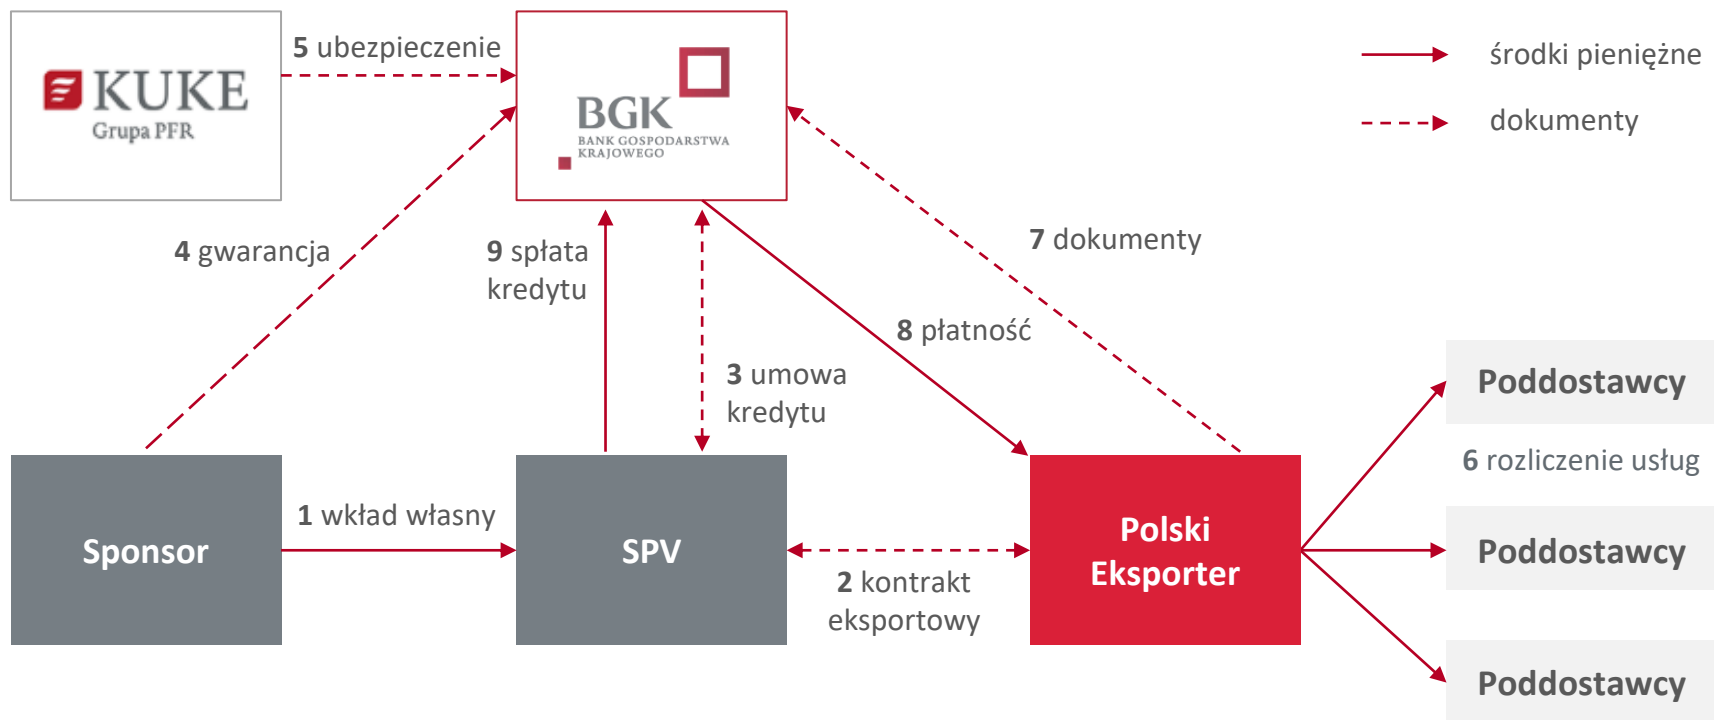 5 ubezpieczenie
KUKE
Grupa PFR
BGK
BANK GOSPODARSTWA
KRAJOWEGO
środki pieniężne
dokumenty
4 gwarancja
9 spłata
kredytu
7 dokumenty
8 płatność
3 umowa
kredytu
Poddostawcy
6 rozliczenie usług
Sponsor
1 wkład własny
SPV
2 kontrakt
eksportowy
Polski
Eksporter
Poddostawcy
Poddostawcy